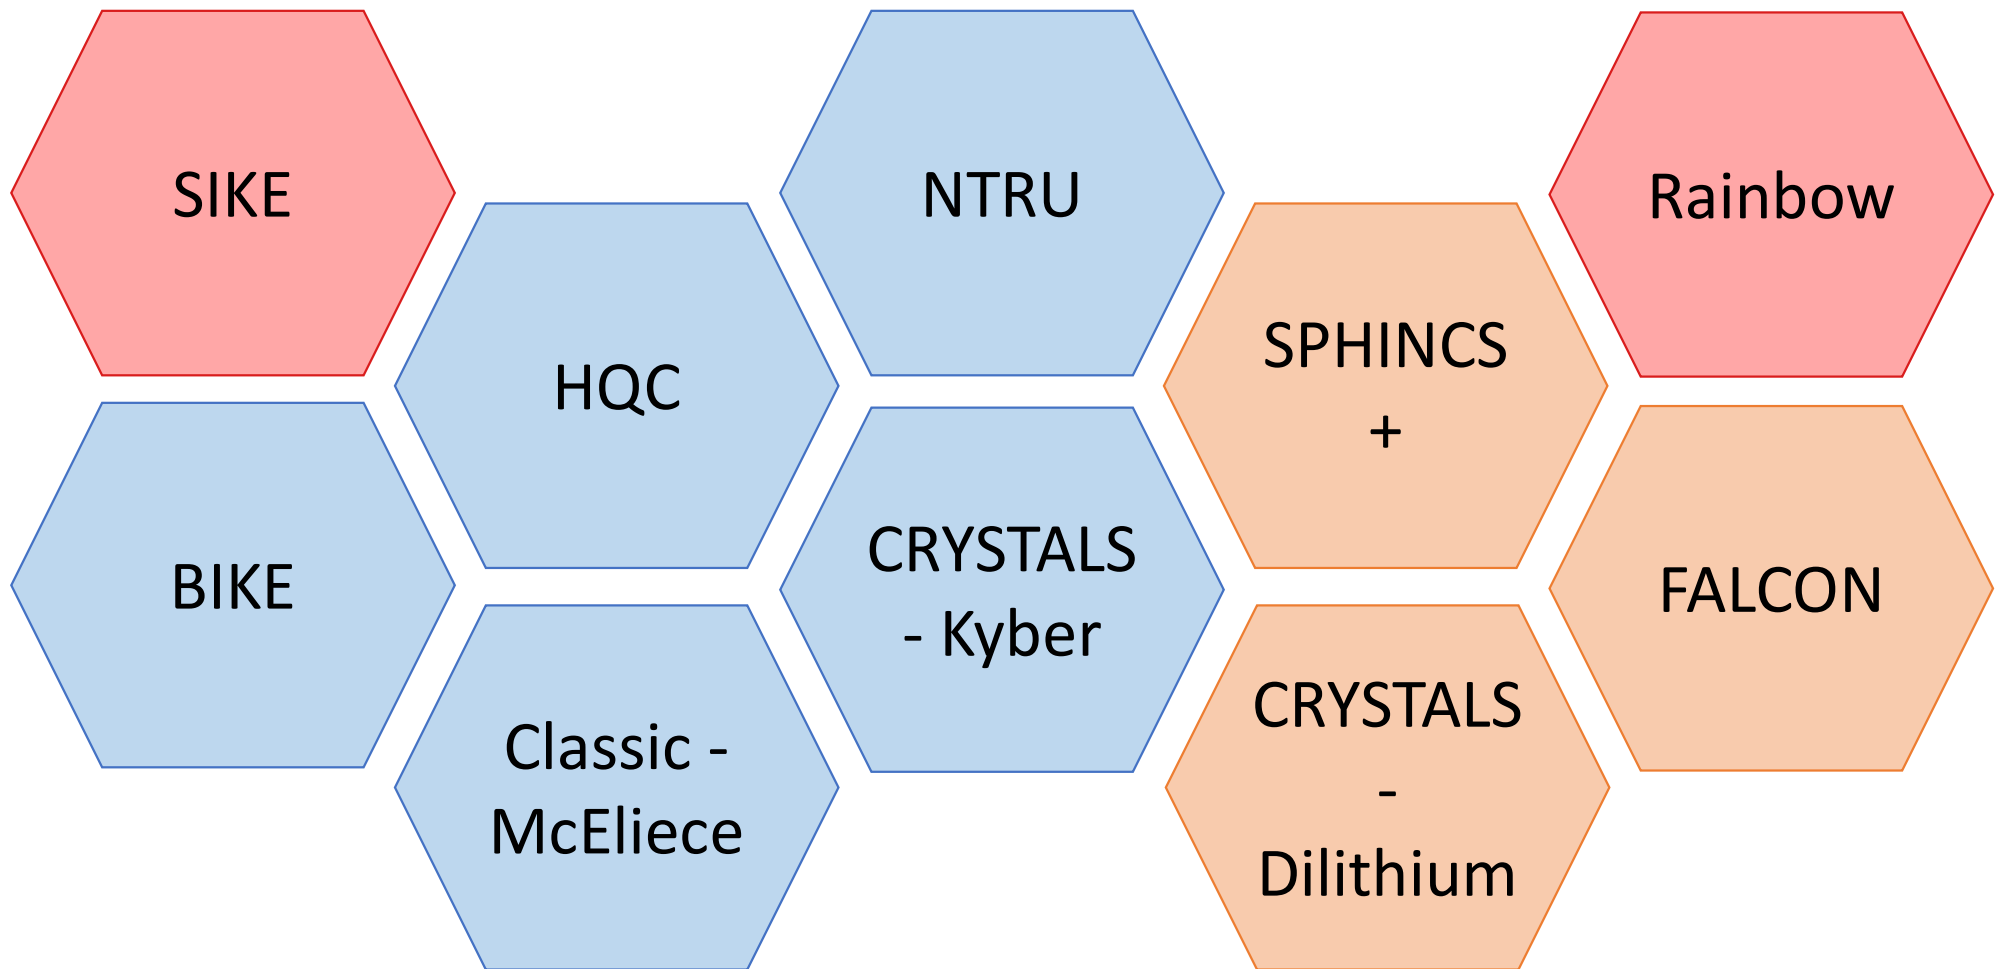 SIKE
NTRU
Rainbow
HQC
SPHINCS
+
BIKE
CRYSTALS
- Kyber
FALCON
Classic -
McEliece
CRYSTALS
-
Dilithium